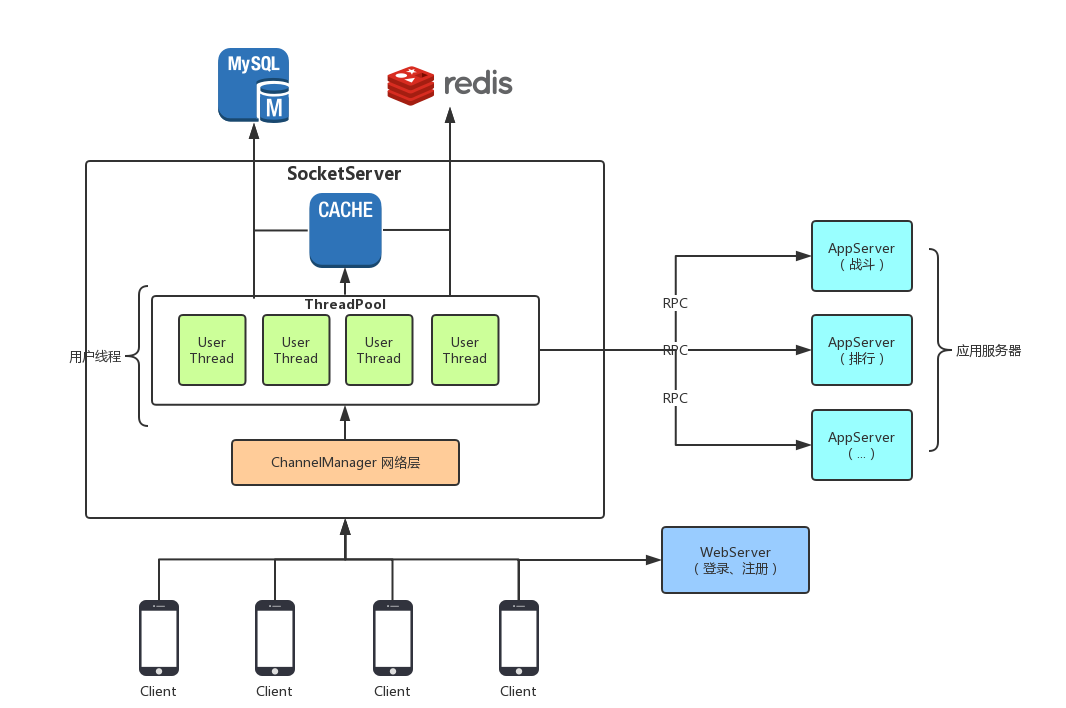 MySQL
M
redis
SocketServer
CACHE
ThreadPool
User
Thread
User
Thread
User
Thread
User
Thread
用户线程
ChannelManager 网络层
RPC
RPC
RPC
AppServer
（战斗）
AppServer
（排行）
AppServer
（...）
应用服务器
WebServer
（登录、注册）
Client
Client
Client
Client